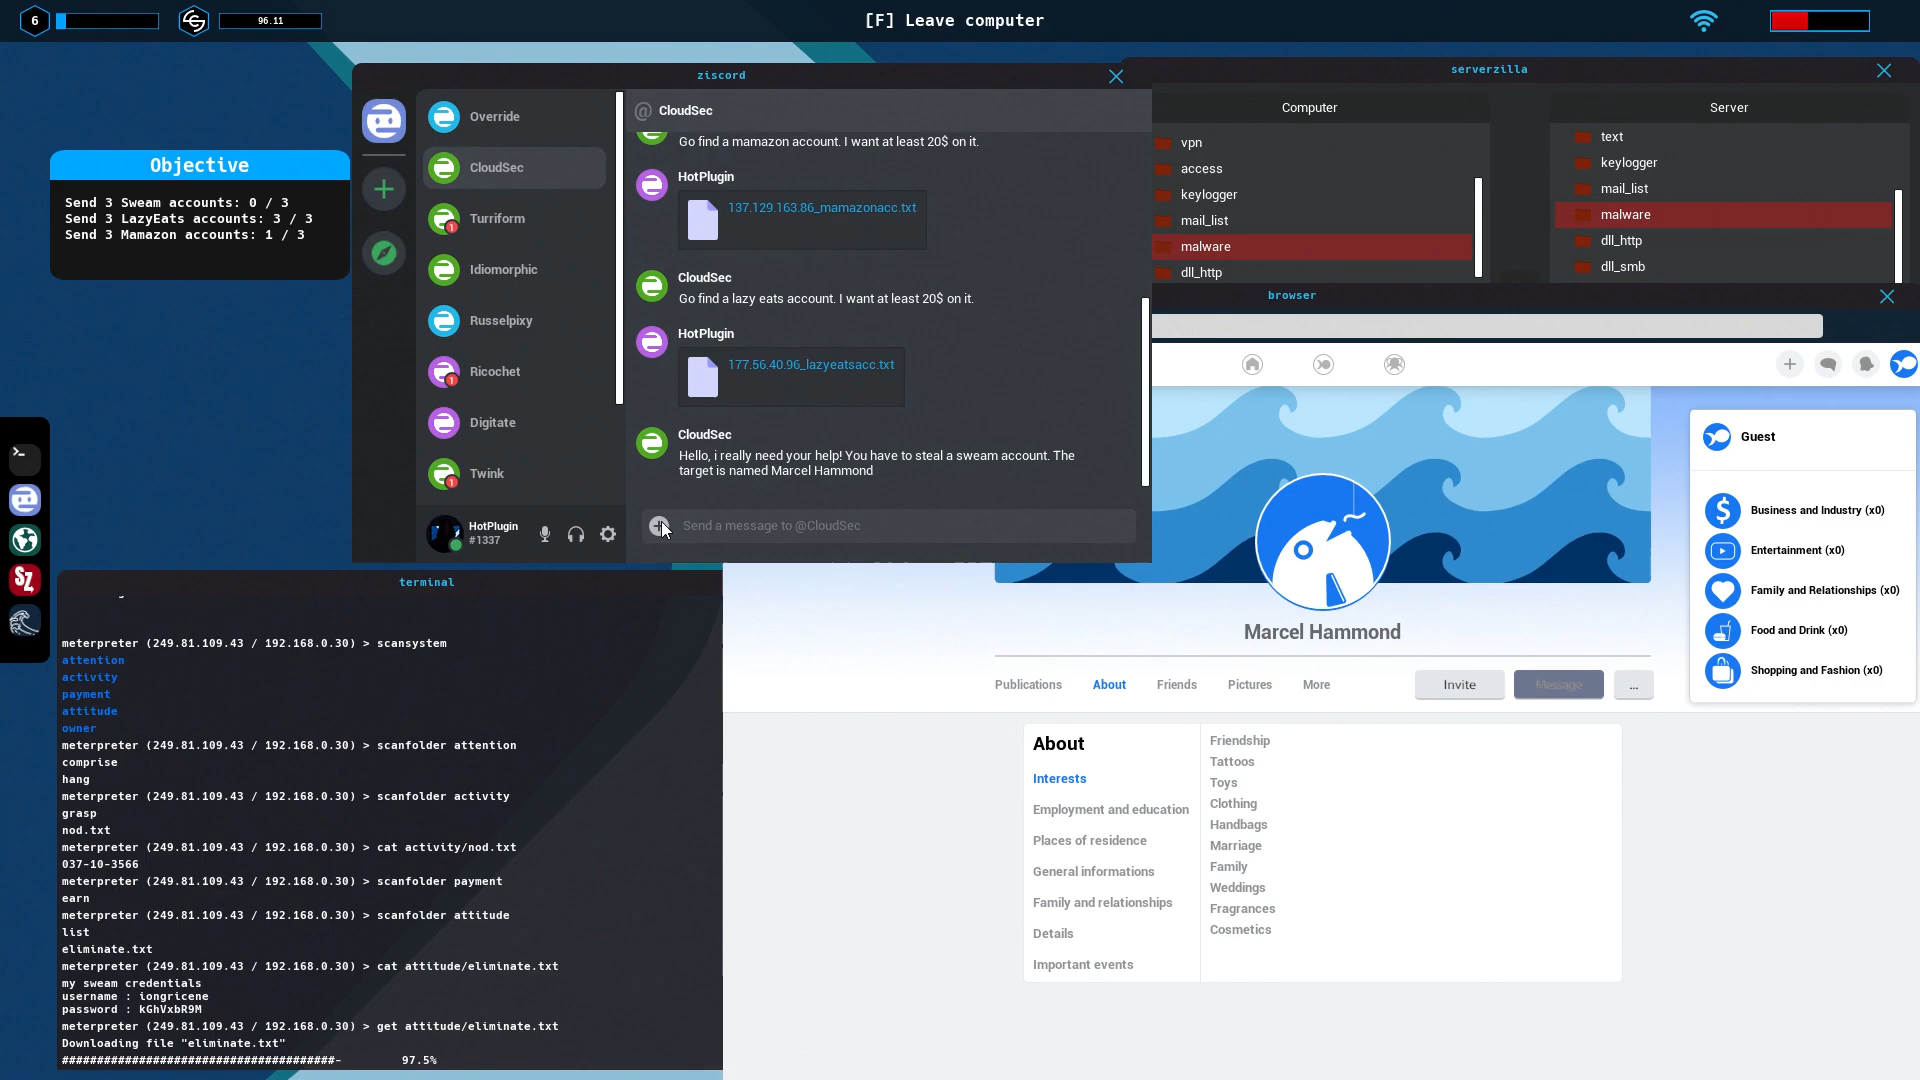 6
96.11
[F] Leave computer
Objective
Send 3 Sweam accounts: 0 / 3
Send 3 LazyEats accounts: 3 / 3
Send 3 Mamazon accounts: 1 / 3
ziscord
Override
CloudSec
Turriform
1
Idiomorphic
Russelpixy
Ricochet
1
Digitate
Twink
1
HotPlugin
#1337
@ CloudSec
Go find a mamazon account. I want at least 20$ on it.
HotPlugin
137.129.163.86_mamazonacc.txt
CloudSec
Go find a lazy eats account. I want at least 20$ on it.
HotPlugin
177.56.40.96_lazyeatsacc.txt
CloudSec
Hello, i really need your help! You have to steal a sweam account. The
target is named Marcel Hammond
Send a message to @CloudSec
serverzilla
Computer
vpn
access
keylogger
mail_list
malware
dll_http
Server
text
keylogger
mail_list
malware
dll_http
dll_smb
browser
Guest
Business and Industry (x0)
Entertainment (x0)
Family and Relationships (x0)
Food and Drink (x0)
Shopping and Fashion (x0)
Marcel Hammond
Publications
About
Friends
Pictures
More
Invite
Message
...
About
Interests
Employment and education
Places of residence
General informations
Family and relationships
Details
Important events
Friendship
Tattoos
Toys
Clothing
Handbags
Marriage
Family
Weddings
Fragrances
Cosmetics
SZ
terminal
meterpreter (249.81.109.43 / 192.168.0.30) > scansystem
attention
activity
payment
attitude
owner
meterpreter (249.81.109.43 / 192.168.0.30) > scanfolder attention
comprise
hang
meterpreter (249.81.109.43 / 192.168.0.30) > scanfolder activity
grasp
nod.txt
meterpreter (249.81.109.43 / 192.168.0.30) > cat activity/nod.txt
037-10-3566
meterpreter (249.81.109.43 / 192.168.0.30) > scanfolder payment
earn
meterpreter (249.81.109.43 / 192.168.0.30) > scanfolder attitude
list
eliminate.txt
meterpreter (249.81.109.43 / 192.168.0.30) > cat attitude/eliminate.txt
my sweam credentials
username : iongricene
password : kGhVxbR9M
meterpreter (249.81.109.43 / 192.168.0.30) > get attitude/eliminate.txt
Downloading file "eliminate.txt"
#######################################- 97.5%